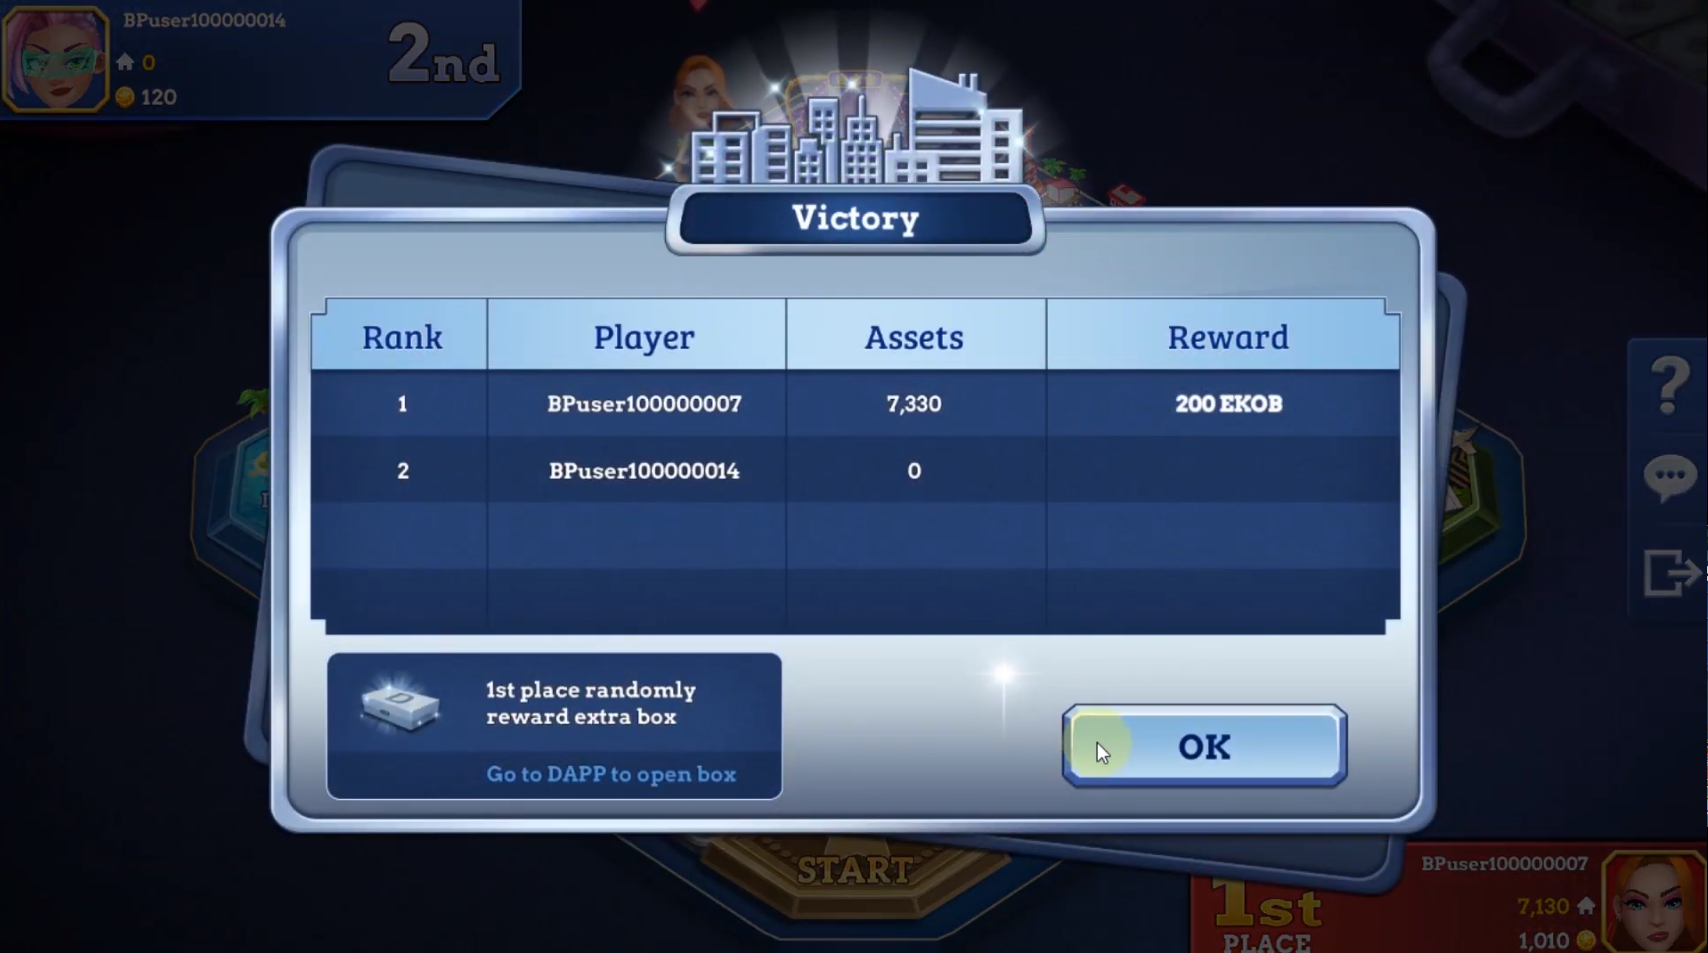 BPuser100000014
2nd
0
120
Victory
Rank Player Assets Reward
1 BPuser100000007 7,330 200 EKOB
2 BPuser100000014 0
1st place randomly
reward extra box
Go to DAPP to open box
OK
START
BPuser100000007
1st
PLACE
7,130
1,010